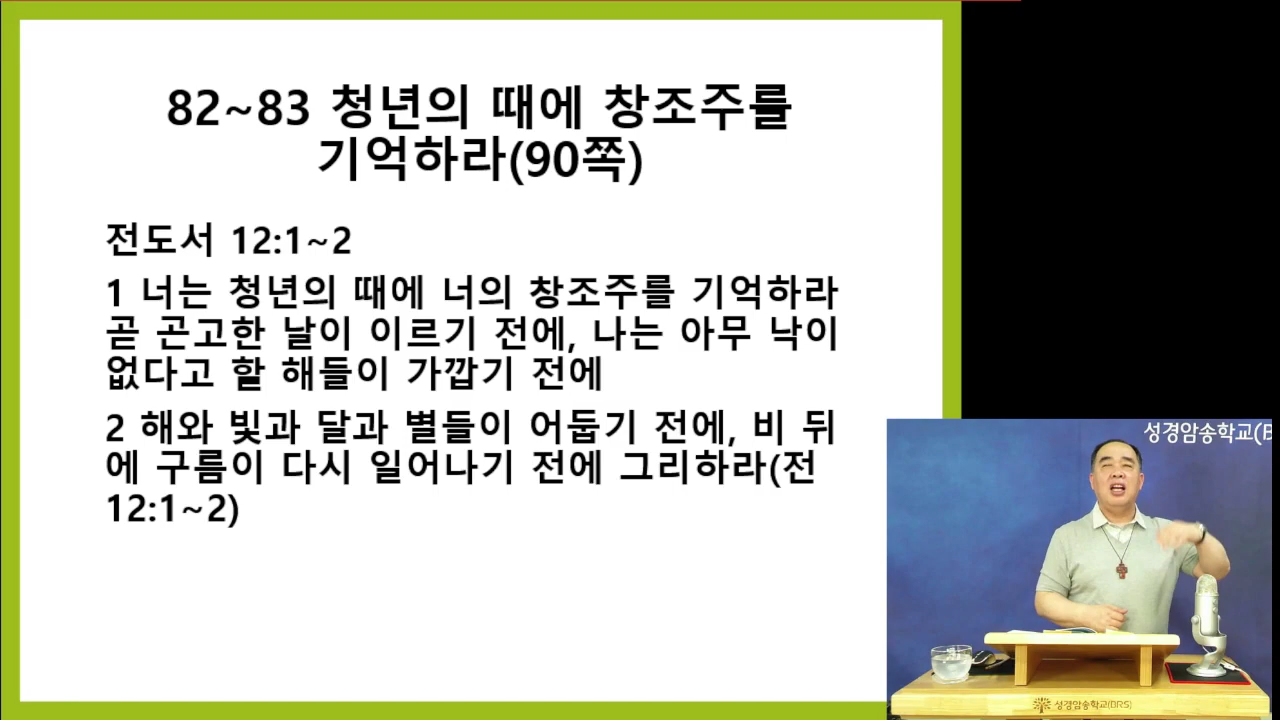 82~83 청년의 때에 창조주를
기억하라(90쪽)
전도서 12:1~2
1 너는 청년의 때에 너의 창조주를 기억하라
곧 곤고한 날이 이르기 전에, 나는 아무 낙이
없다고 할 해들이 가깝기 전에
2 해와 빛과 달과 별들이 어둡기 전에, 비 뒤
에 구름이 다시 일어나기 전에 그리하라(전
12:1~2)
성경암송학교(B
성경암송학교(BRS)